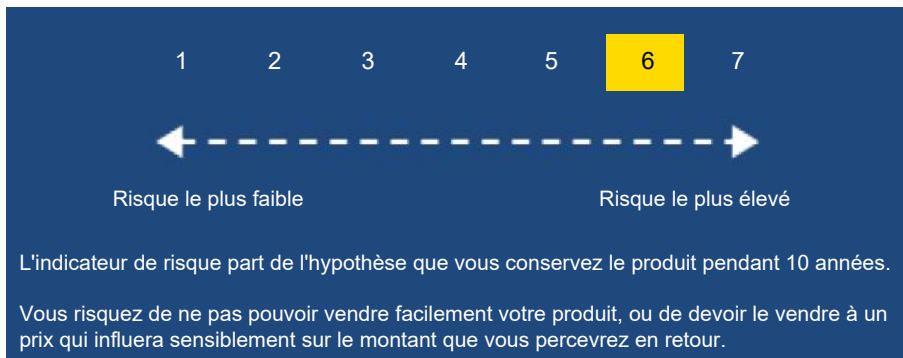 1 2 3 4 5 6 7
Risque le plus faible Risque le plus élevé
L'indicateur de risque part de l'hypothèse que vous conservez le produit pendant 10 années.
Vous risquez de ne pas pouvoir vendre facilement votre produit, ou de devoir le vendre à un
prix qui influera sensiblement sur le montant que vous percevrez en retour.